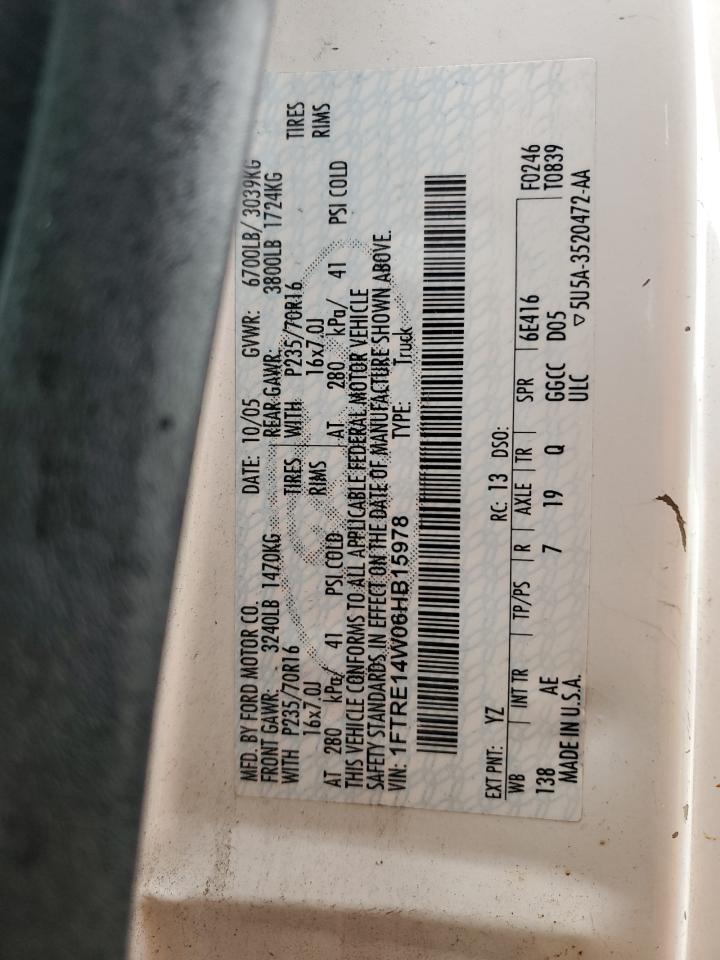 MFD. BY FORD MOTOR CO. DATE: 10/05 GVWR: 6700LB/ 3039KG
FRONT GAWR: 3240LB 1470KG REAR GAWR: 3800LB 1724KG
WITH P235/70R16 TIRES WITH P235/70R16 TIRES
16x7.0J RIMS 16x7.0J RIMS
AT 280 kPa/ 41 PSI COLD AT 280 kPa/ 41 PSI COLD
THIS VEHICLE CONFORMS TO ALL APPLICABLE FEDERAL MOTOR VEHICLE
SAFETY STANDARDS IN EFFECT ON THE DATE OF MANUFACTURE SHOWN ABOVE.
VIN: 1FTRE14W06HB15978 TYPE: Truck
EXT PNT: YZ RC: 13 DSO:
WB INT TR TP/PS R AXLE TR SPR 6E416 F0246
138 AE 7 19 Q GGCC D05 T0839
MADE IN U.S.A. ULC ▽5U5A-3520472-AA